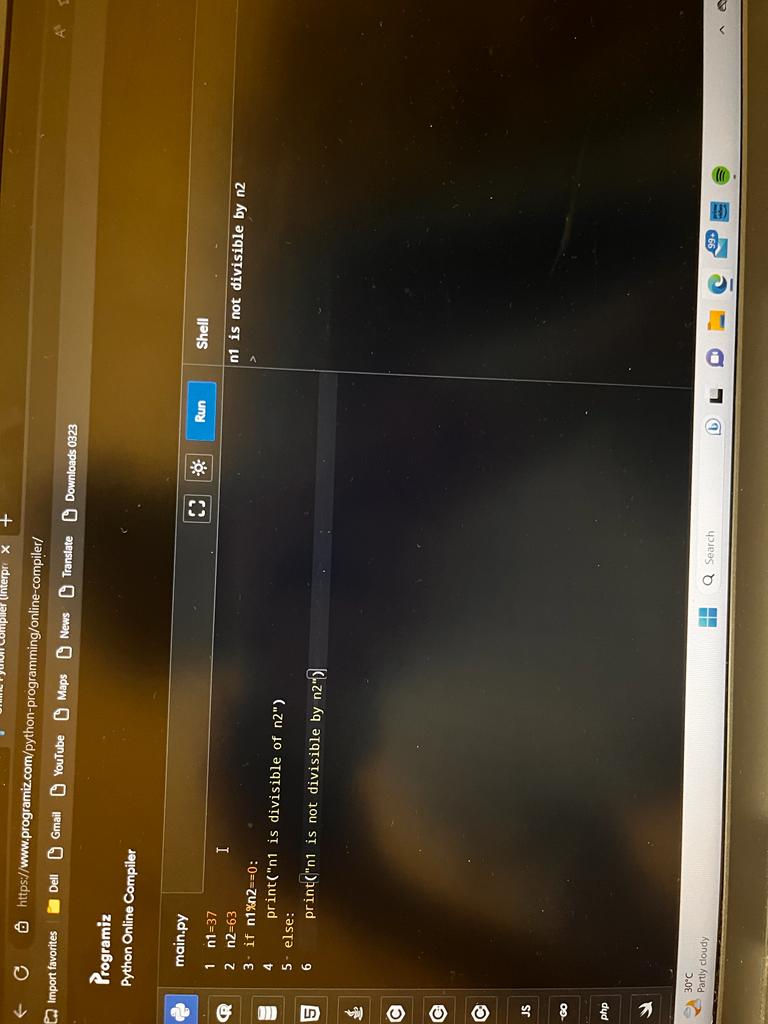 https://www.programiz.com/python-programming/online-compiler/
Import favorites Dell Gmail YouTube Maps News Translate Downloads 0323
Programiz
Python Online Compiler
main.py
Run
Shell
1 n1=37
2 n2=63
3 if n1%n2==0:
4 print("n1 is divisible of n2")
5 else:
6 print("n1 is not divisible by n2")
n1 is not divisible by n2
>
JS
GO
php
30°C
Partly cloudy
Search
99+